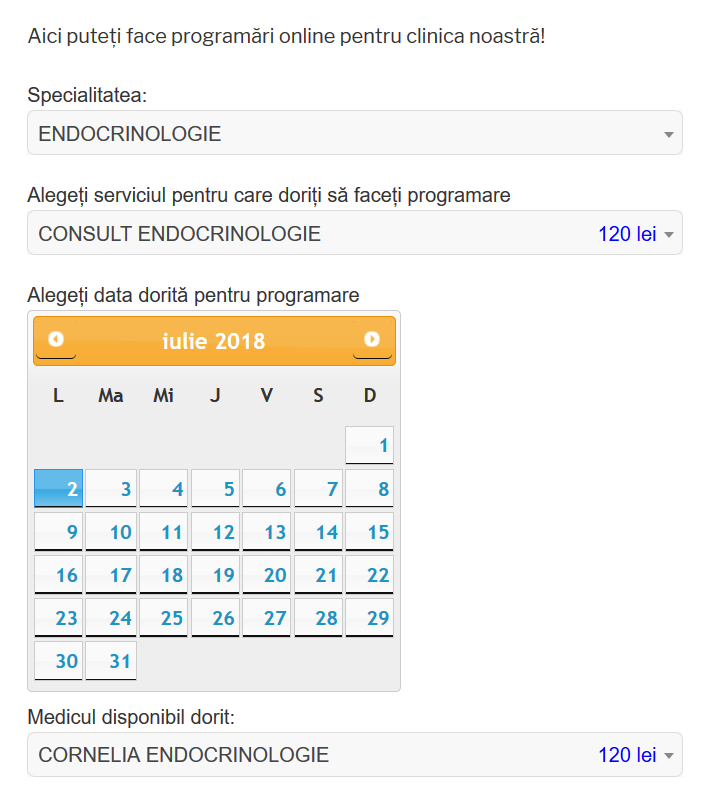 Aici puteți face programări online pentru clinica noastră!
Specialitatea:
ENDOCRINOLOGIE
Alegeți serviciul pentru care doriți să faceți programare
CONSULT ENDOCRINOLOGIE 120 lei
Alegeți data dorită pentru programare
iulie 2018
L Ma Mi J V S D
1
2 3 4 5 6 7 8
9 10 11 12 13 14 15
16 17 18 19 20 21 22
23 24 25 26 27 28 29
30 31
Medicul disponibil dorit:
CORNELIA ENDOCRINOLOGIE 120 lei